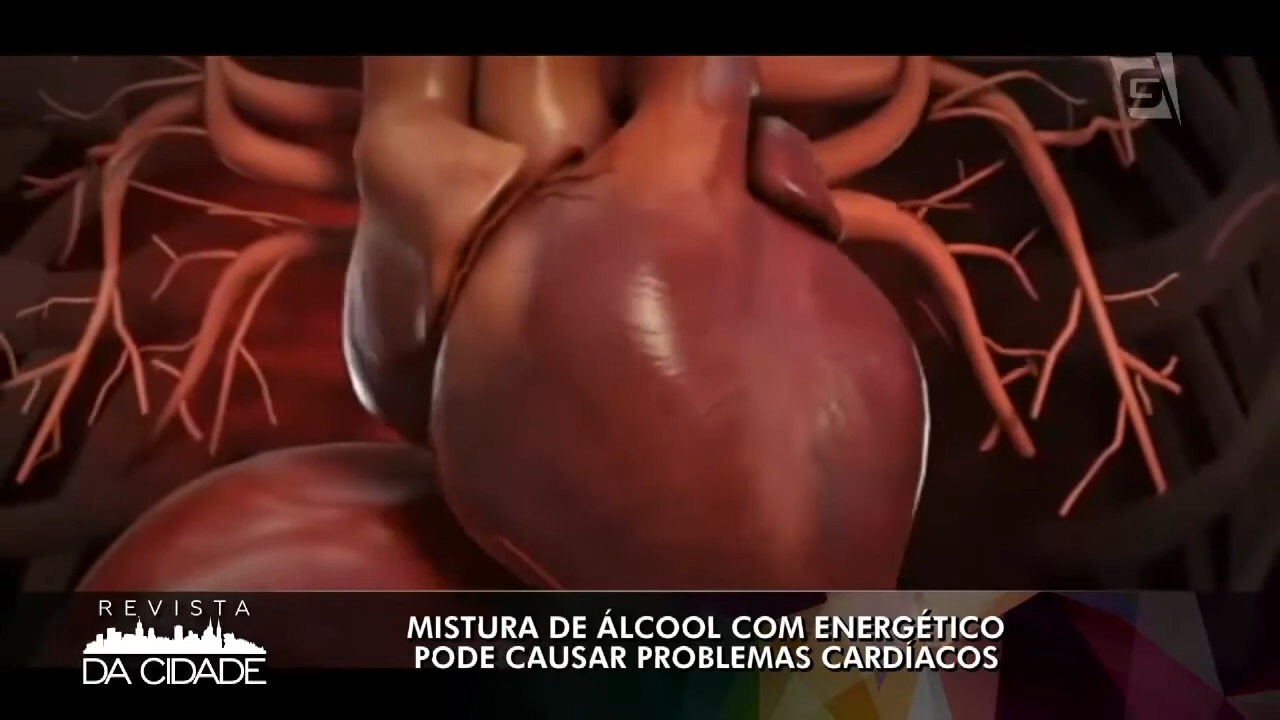 REVISTA
DA CIDADE
MISTURA DE ÁLCOOL COM ENERGÉTICO
PODE CAUSAR PROBLEMAS CARDÍACOS